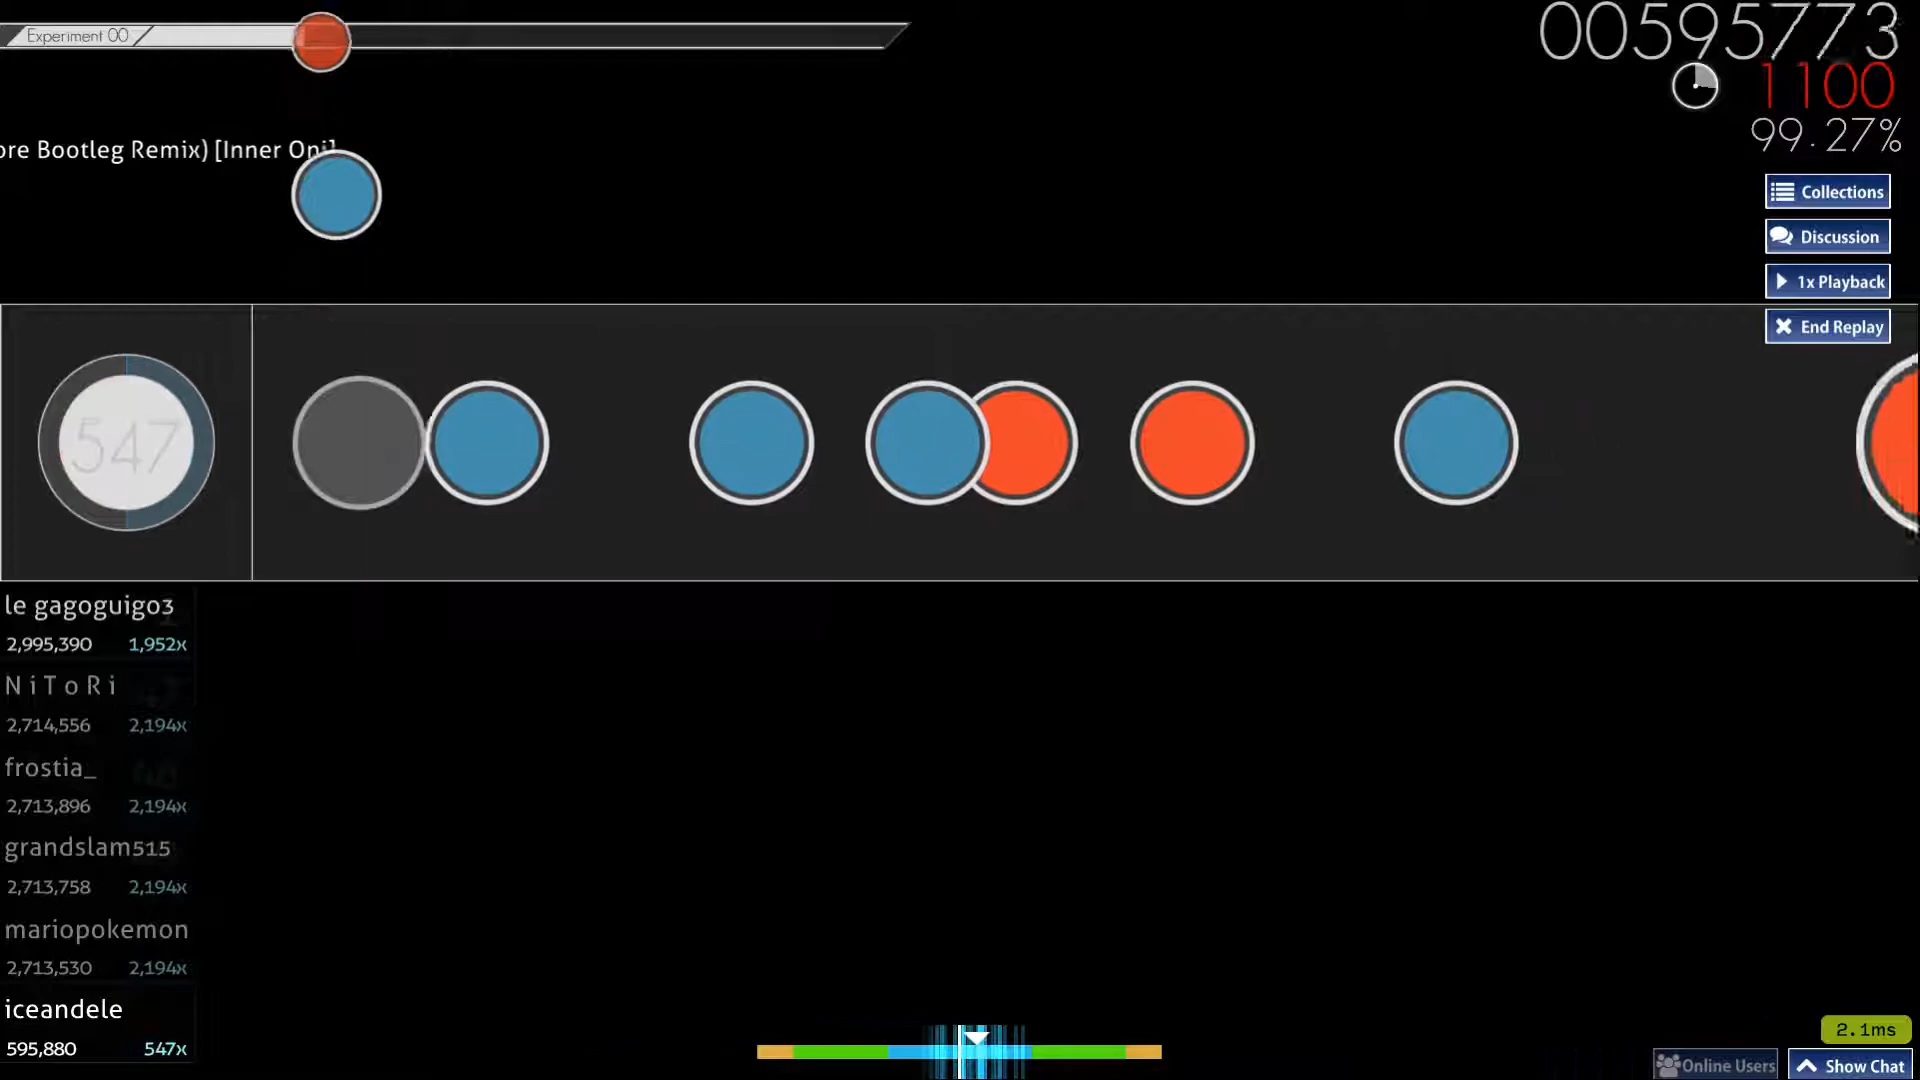 Experiment 00
00595773
1100
99.27%
ore Bootleg Remix) [Inner Oni]
Collections
Discussion
1x Playback
End Replay
547
le gagoguigo3
2,995,390 1,952x
N i T o R i
2,714,556 2,194x
frostia_
2,713,896 2,194x
grandslam515
2,713,758 2,194x
mariopokemon
2,713,530 2,194x
iceandele
595,880 547x
2.1ms
Online Users
Show Chat